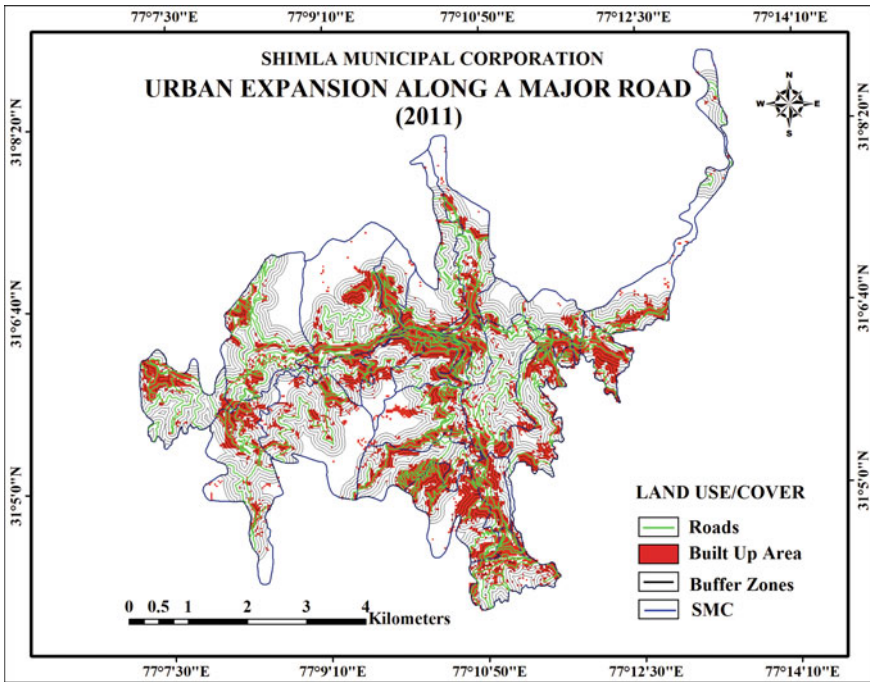 77°7'30"E 77°9'10"E 77°10'50"E 77°12'30"E 77°14'10"E
SHIMLA MUNICIPAL CORPORATION
URBAN EXPANSION ALONG A MAJOR ROAD
(2011)
N
W E
S
31°8'20"N 31°8'20"N
31°6'40"N 31°6'40"N
31°5'0"N 31°5'0"N
LAND USE/COVER
Roads
Built Up Area
Buffer Zones
SMC
0 0.5 1 2 3 4
Kilometers
77°7'30"E 77°9'10"E 77°10'50"E 77°12'30"E 77°14'10"E